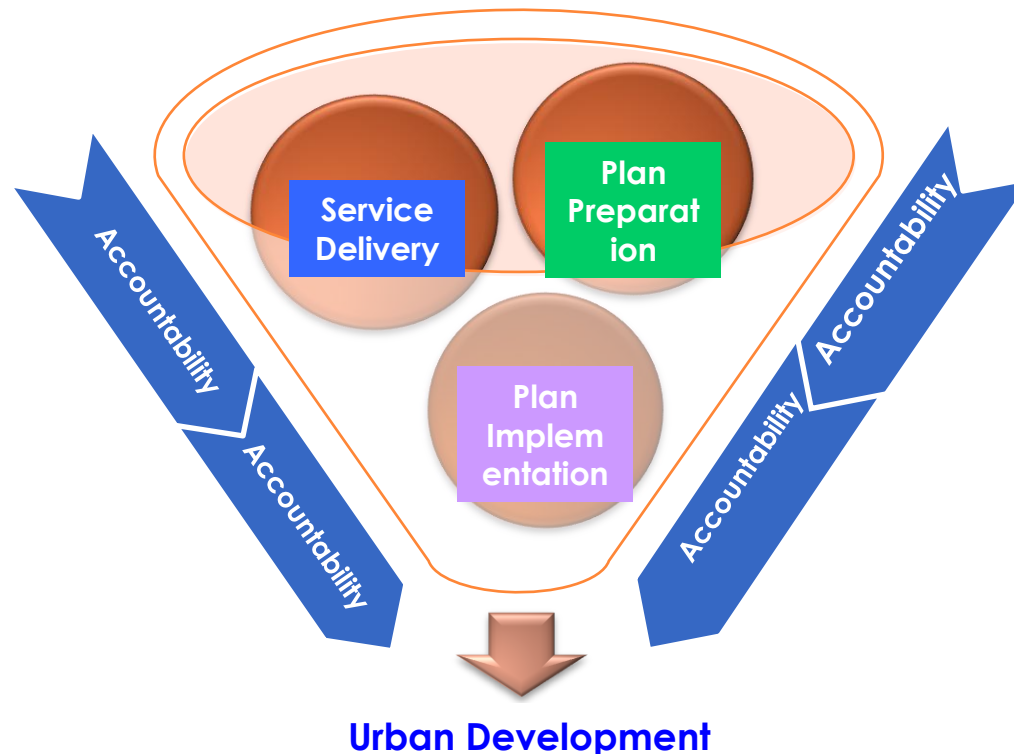 Service
Delivery
Plan
Preparat
ion
Plan
Implem
entation
Accountability
Accountability
Accountability
Accountability
Urban Development